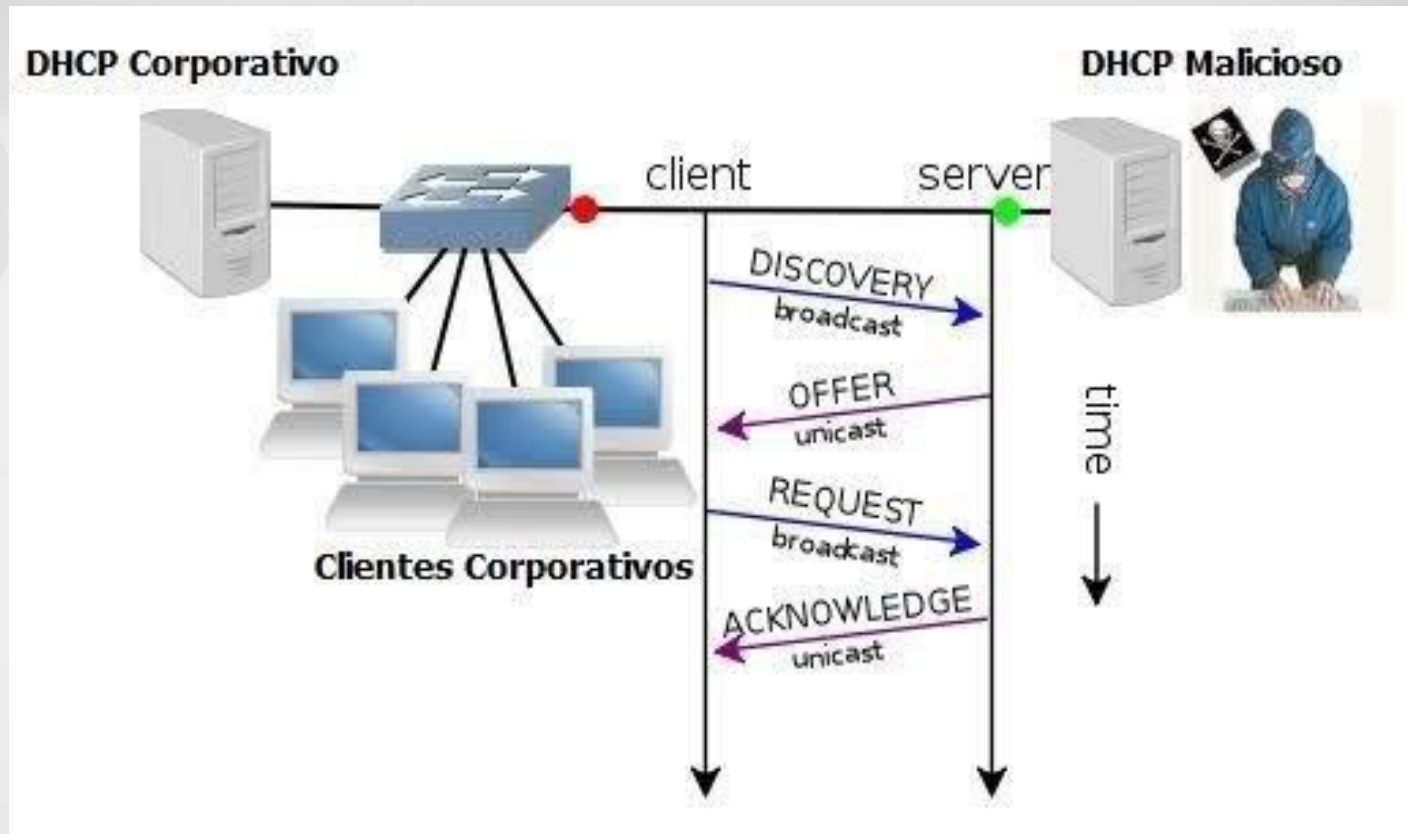 DHCP Corporativo
DHCP Malicioso
client
server
DISCOVERY
broadcast
OFFER
unicast
time
REQUEST
broadcast
Clientes Corporativos
ACKNOWLEDGE
unicast